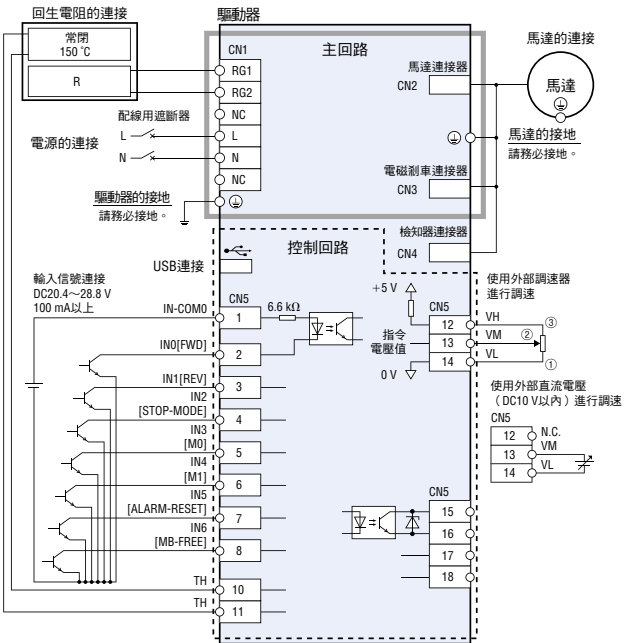 回生電阻的連接
常閉
150 ˚C
R
驅動器
CN1
主回路
RG1
RG2
NC
L
N
NC
配線用遮斷器
電源的連接
L
N
驅動器的接地
請務必接地。
馬達連接器
CN2
電磁剎車連接器
CN3
檢知器連接器
CN4
馬達的連接
馬達
馬達的接地
請務必接地。
USB連接
控制回路
輸入信號連接
DC20.4～28.8 V
100 mA以上
CN5
IN-COM0
1
6.6 kΩ
IN0[FWD]
2
IN1[REV]
3
IN2
[STOP-MODE]
4
IN3
[M0]
5
IN4
[M1]
6
IN5
[ALARM-RESET]
7
IN6
[MB-FREE]
8
TH
10
TH
11
+5 V
指令
電壓值
0 V
CN5
12
13
14
VH
VM
VL
③
②
①
使用外部調速器
進行調速
使用外部直流電壓
（DC10 V以內）進行調速
CN5
12
N.C.
13
VM
14
VL
CN5
15
16
17
18